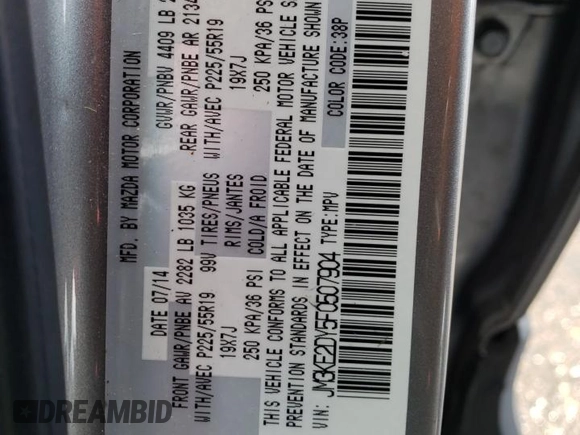 MFD. BY MAZDA MOTOR CORPORATION
DATE 07/14 GVWR/PNBV 4409 LB
FRONT GAWR/PNBE AV 2282 LB 1035 KG REAR GAWR/PNBE AR 2134
WITH/AVEC P225/55R19 99V TIRES/PNEUS WITH/AVEC P225/55R19
19X7J RIMS/JANTES 19X7J
250 KPA/36 PSI COLD/A FROID 250 KPA/36 PS
THIS VEHICLE CONFORMS TO ALL APPLICABLE FEDERAL MOTOR VEHICLE S
PREVENTION STANDARDS IN EFFECT ON THE DATE OF MANUFACTURE SHOWN
VIN: JM3KE2DY5F0507904 TYPE:MPV COLOR CODE:38P
DREAMBID